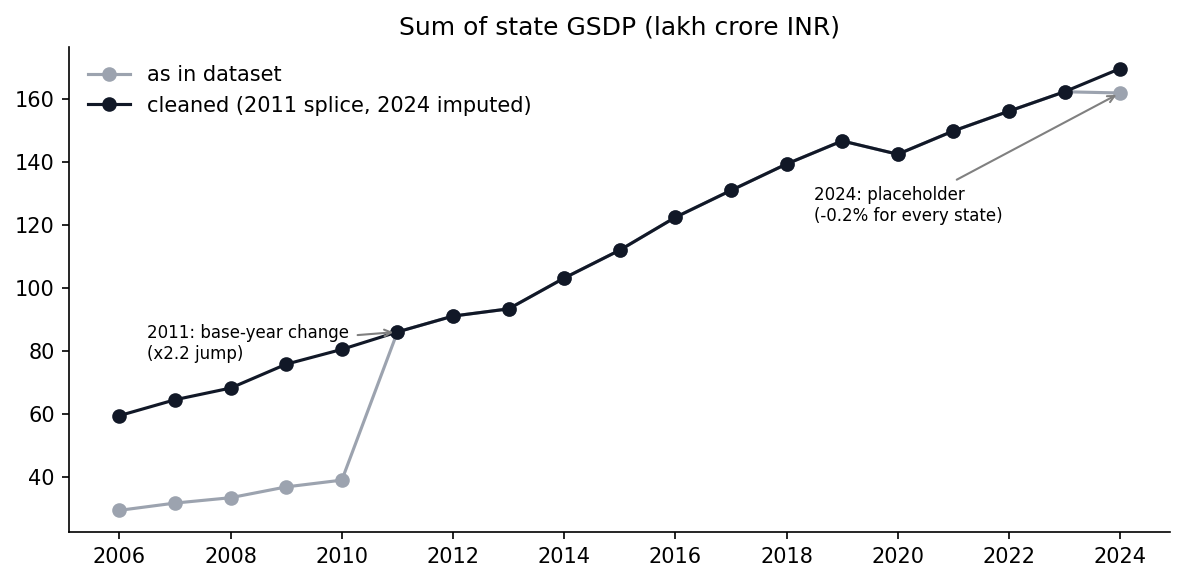 Sum of state GSDP (lakh crore INR)
as in dataset
cleaned (2011 splice, 2024 imputed)
160
140
120
100
80
60
40
2024: placeholder
(-0.2% for every state)
2011: base-year change
(x2.2 jump)
2006 2008 2010 2012 2014 2016 2018 2020 2022 2024